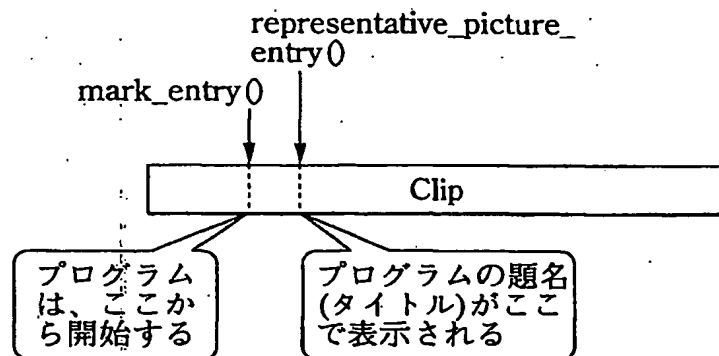 representative_picture_
entry()
mark_entry()
Clip
プログラム
は、ここか
ら開始する
プログラムの題名
(タイトル)がここ
で表示される